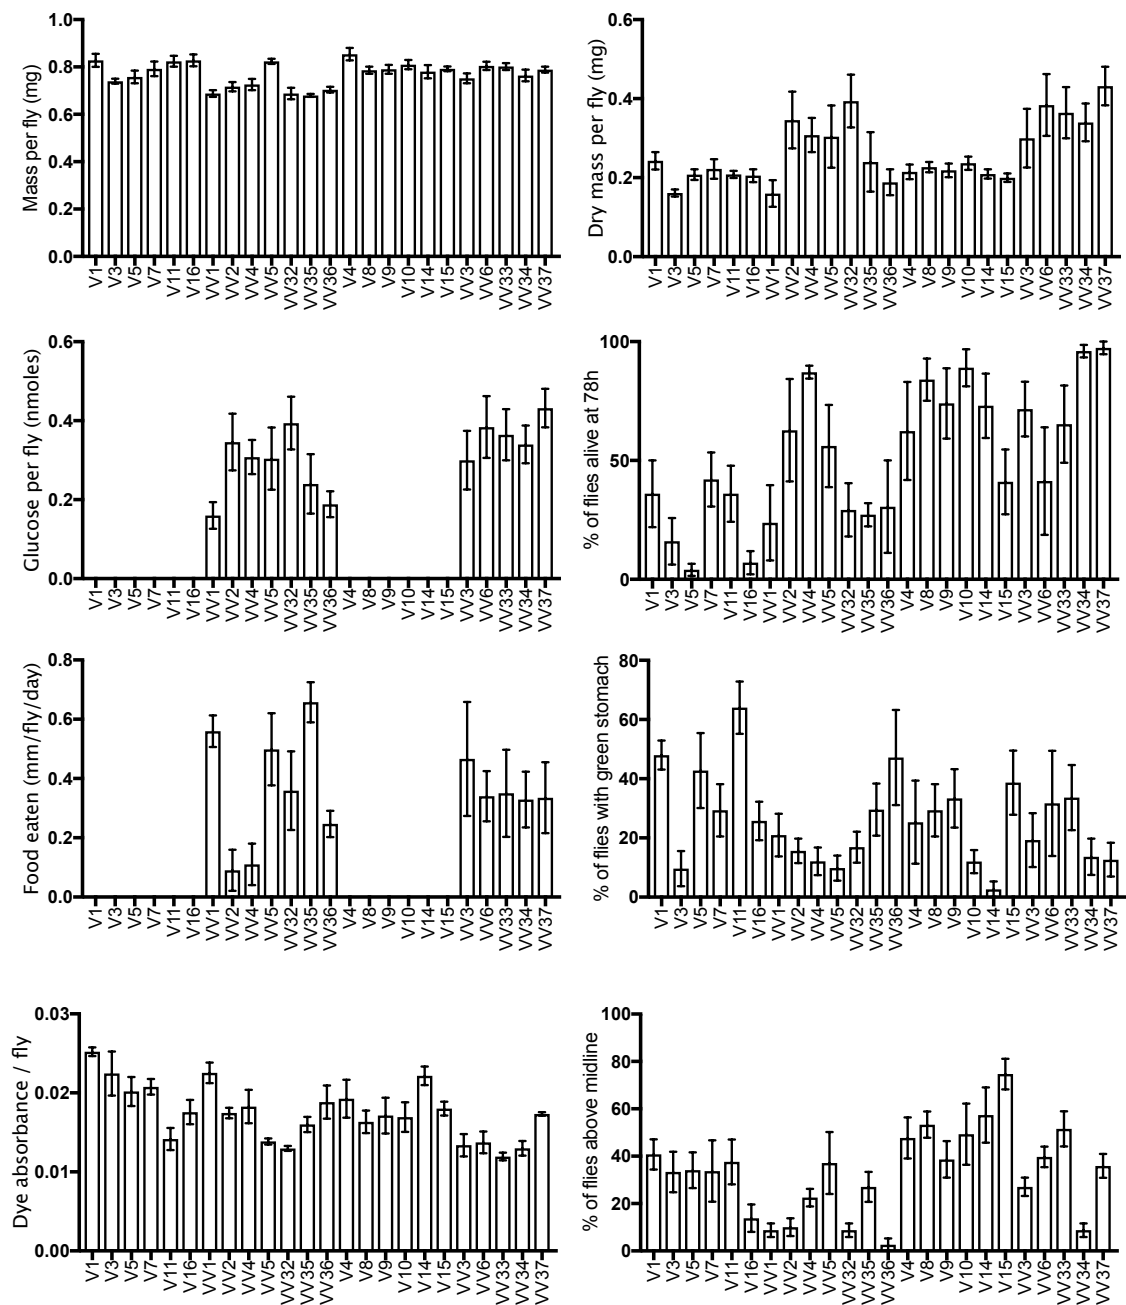 Mass per fly (mg)
1.0
0.8
0.6
0.4
0.2
0.0
V1 V3 V5 V7 V11 V16 VV1 VV2 VV4 VV5 VV32 VV35 VV36 V4 V8 V9 V10 V14 V15 VV3 VV6 VV33 VV34 VV37
Dry mass per fly (mg)
0.6
0.4
0.2
0.0
V1 V3 V5 V7 V11 V16 VV1 VV2 VV4 VV5 VV32 VV35 VV36 V4 V8 V9 V10 V14 V15 VV3 VV6 VV33 VV34 VV37
Glucose per fly (nmoles)
0.6
0.4
0.2
0.0
V1 V3 V5 V7 V11 V16 VV1 VV2 VV4 VV5 VV32 VV35 VV36 V4 V8 V9 V10 V14 V15 VV3 VV6 VV33 VV34 VV37
% of flies alive at 78h
100
50
0
V1 V3 V5 V7 V11 V16 VV1 VV2 VV4 VV5 VV32 VV35 VV36 V4 V8 V9 V10 V14 V15 VV3 VV6 VV33 VV34 VV37
Food eaten (mm/fly/day)
0.8
0.6
0.4
0.2
0.0
V1 V3 V5 V7 V11 V16 VV1 VV2 VV4 VV5 VV32 VV35 VV36 V4 V8 V9 V10 V14 V15 VV3 VV6 VV33 VV34 VV37
% of flies with green stomach
80
60
40
20
0
V1 V3 V5 V7 V11 V16 VV1 VV2 VV4 VV5 VV32 VV35 VV36 V4 V8 V9 V10 V14 V15 VV3 VV6 VV33 VV34 VV37
Dye absorbance / fly
0.03
0.02
0.01
0.00
V1 V3 V5 V7 V11 V16 VV1 VV2 VV4 VV5 VV32 VV35 VV36 V4 V8 V9 V10 V14 V15 VV3 VV6 VV33 VV34 VV37
% of flies above midline
100
80
60
40
20
0
V1 V3 V5 V7 V11 V16 VV1 VV2 VV4 VV5 VV32 VV35 VV36 V4 V8 V9 V10 V14 V15 VV3 VV6 VV33 VV34 VV37